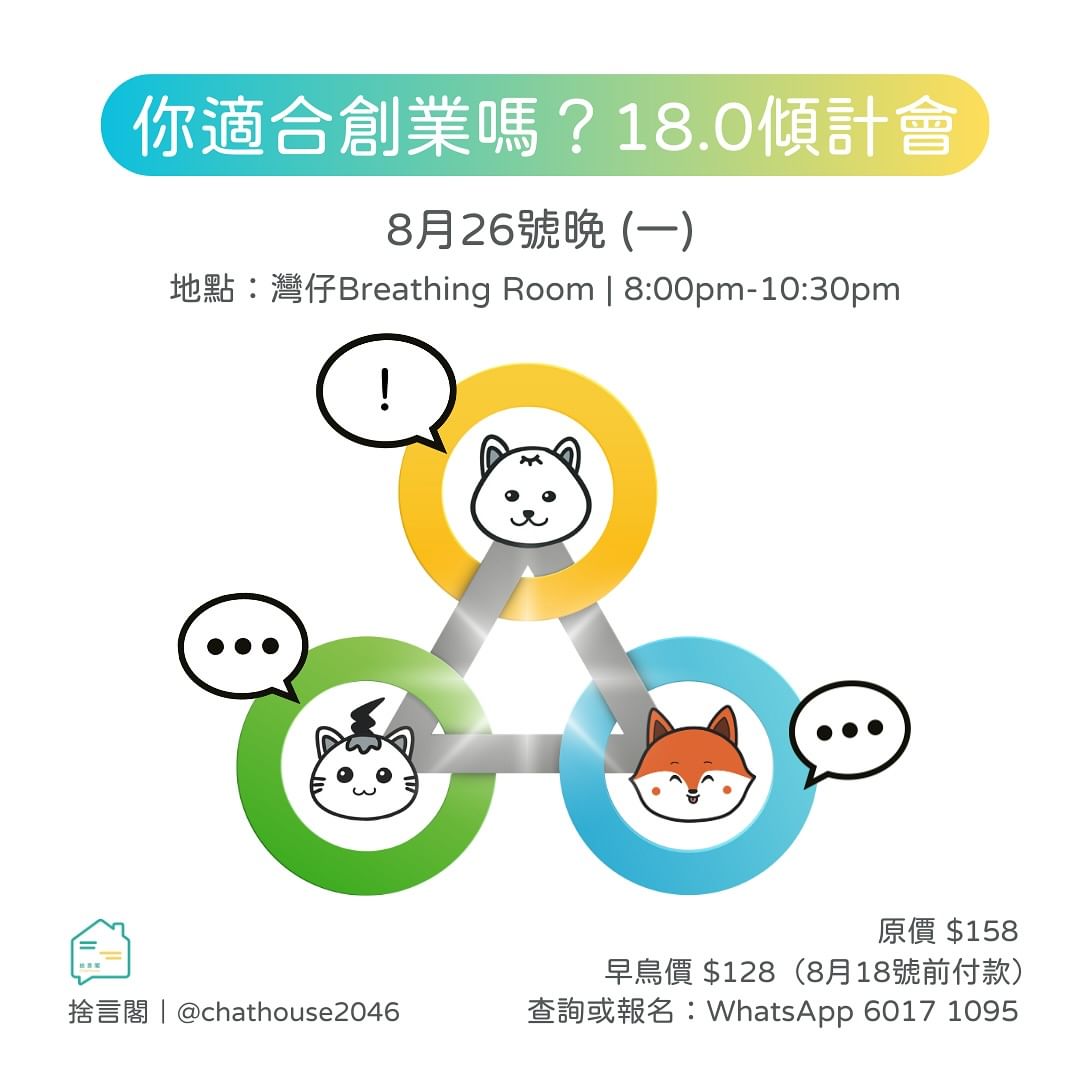 你適合創業嗎？18.0傾計會
8月26號晚 (一)
地點：灣仔Breathing Room | 8:00pm-10:30pm
!
捨言閣
捨言閣｜@chathouse2046
原價 $158
早鳥價 $128（8月18號前付款）
查詢或報名：WhatsApp 6017 1095